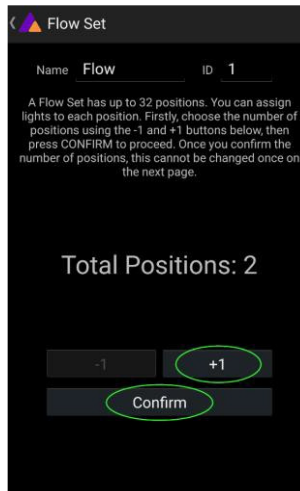 Flow Set
Name Flow ID 1
A Flow Set has up to 32 positions. You can assign
lights to each position. Firstly, choose the number of
positions using the -1 and +1 buttons below, then
press CONFIRM to proceed. Once you confirm the
number of positions, this cannot be changed once on
the next page.
Total Positions: 2
-1 +1
Confirm